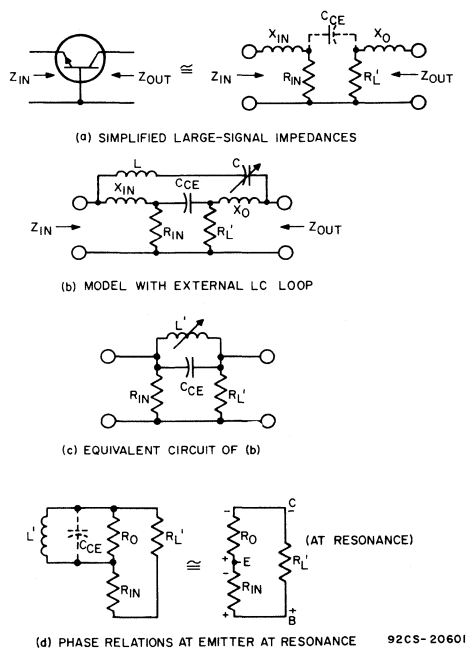 CCE
XIN XO
ZIN ZOUT ≅ ZIN RIN RL' ZOUT
(a) SIMPLIFIED LARGE-SIGNAL IMPEDANCES
L C
XIN CCE XO
ZIN RIN RL' ZOUT
(b) MODEL WITH EXTERNAL LC LOOP
L'
CCE
RIN RL'
(c) EQUIVALENT CIRCUIT OF (b)
L' CCE RO RL' ≅ - RO - C (AT RESONANCE)
+ E RL'
RIN - RIN
+ + B
(d) PHASE RELATIONS AT EMITTER AT RESONANCE 92CS-20601